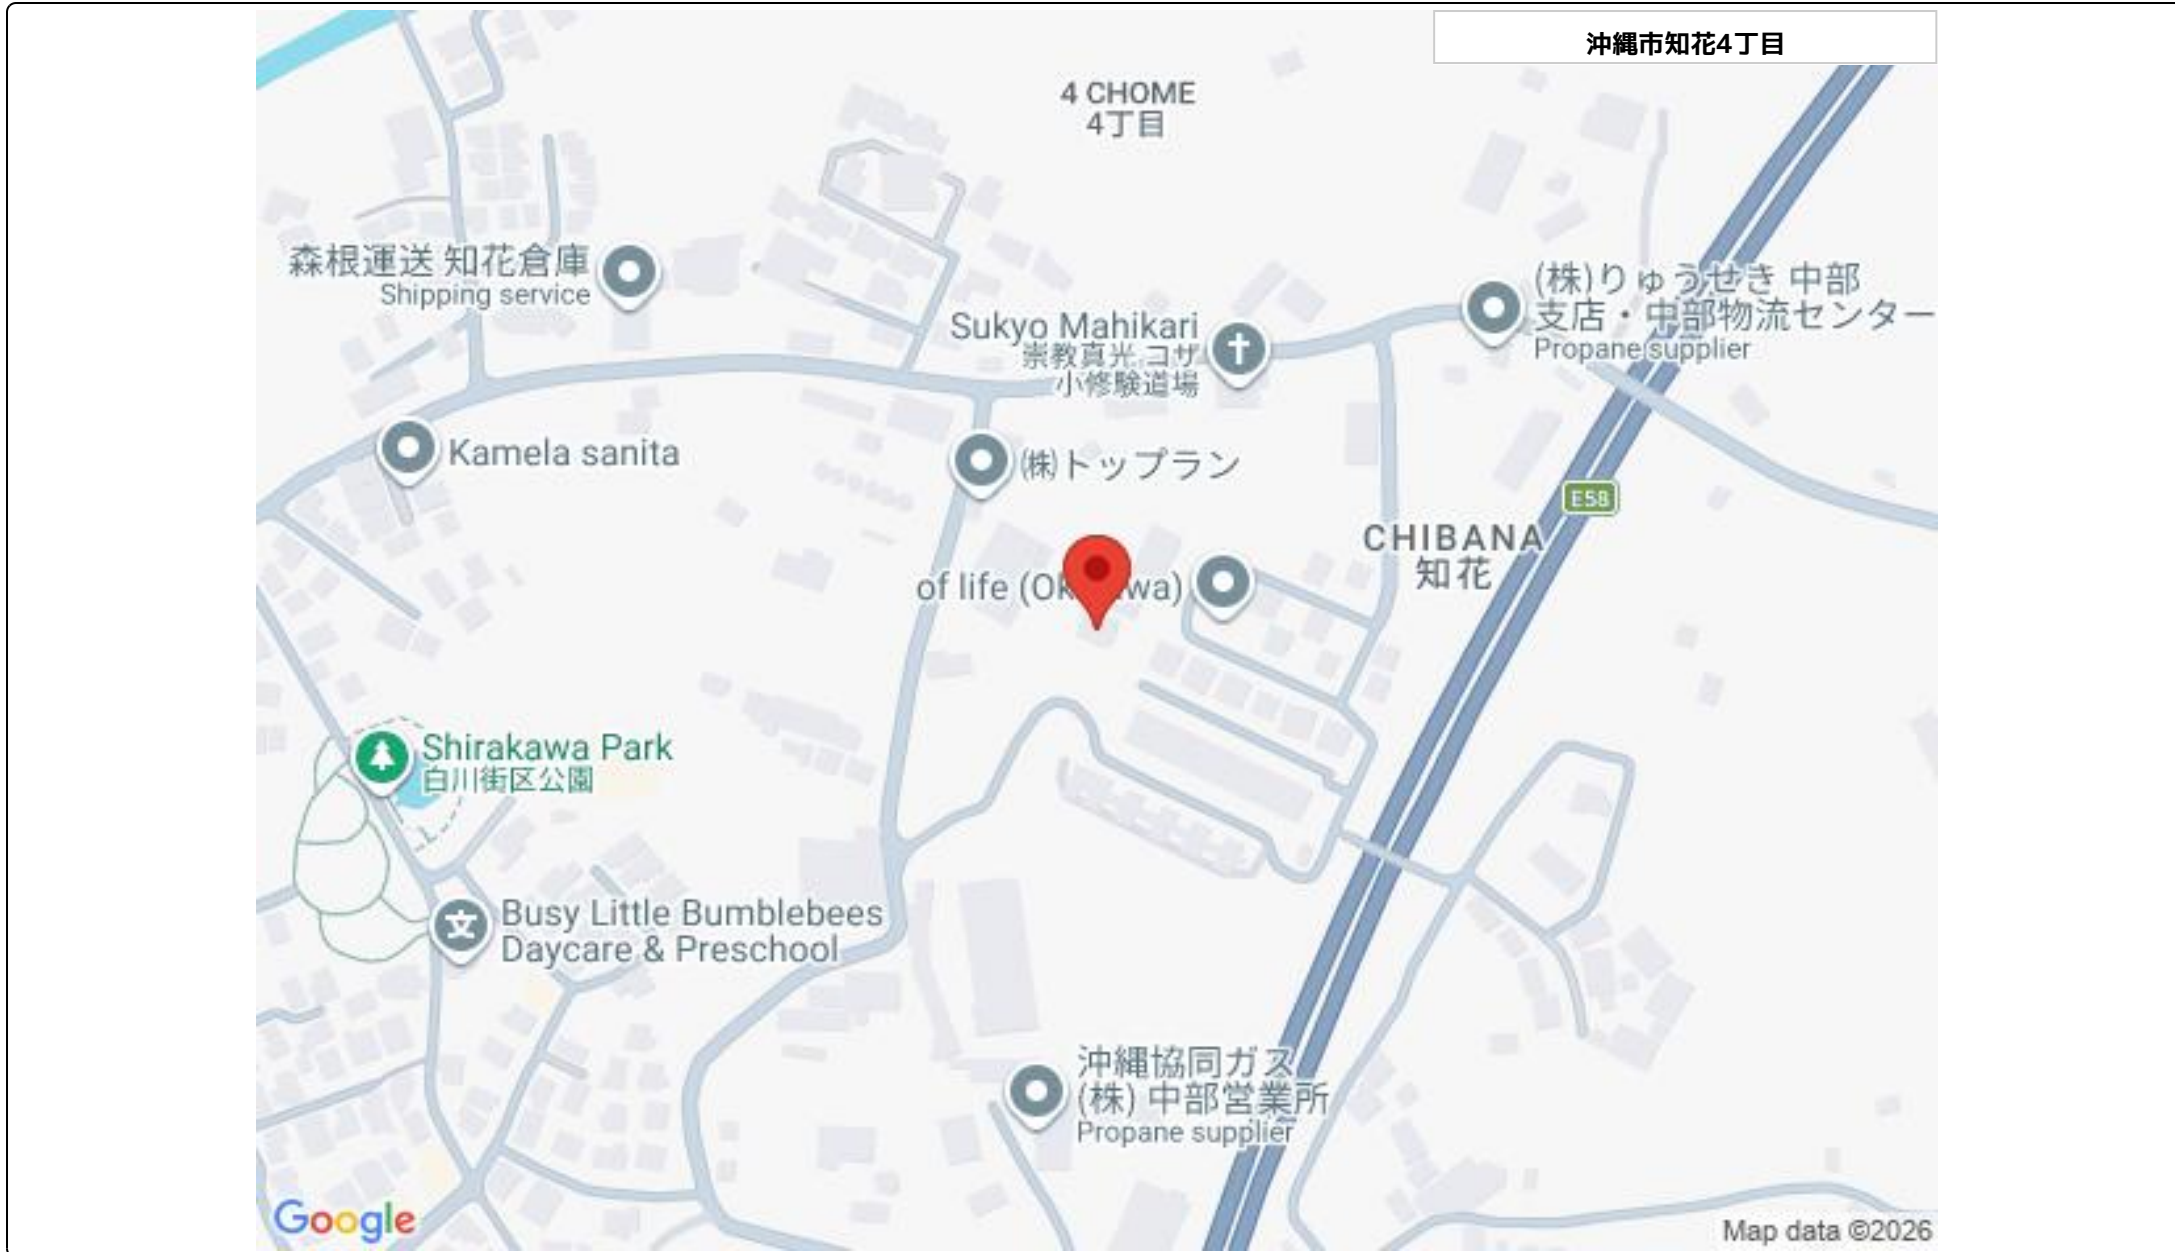 沖縄市知花4丁目
4 CHOME
4丁目
森根運送 知花倉庫
Shipping service
(株)りゅうせき 中部
支店・中部物流センター
Propane supplier
Sukyo Mahikari
崇教真光 コザ
小修験道場
Kamela sanita
㈱トップラン
E58
CHIBANA
知花
of life (Ok wa)
Shirakawa Park
白川街区公園
Busy Little Bumblebees
Daycare & Preschool
沖縄協同ガス
(株) 中部営業所
Propane supplier
Google
Map data ©2026